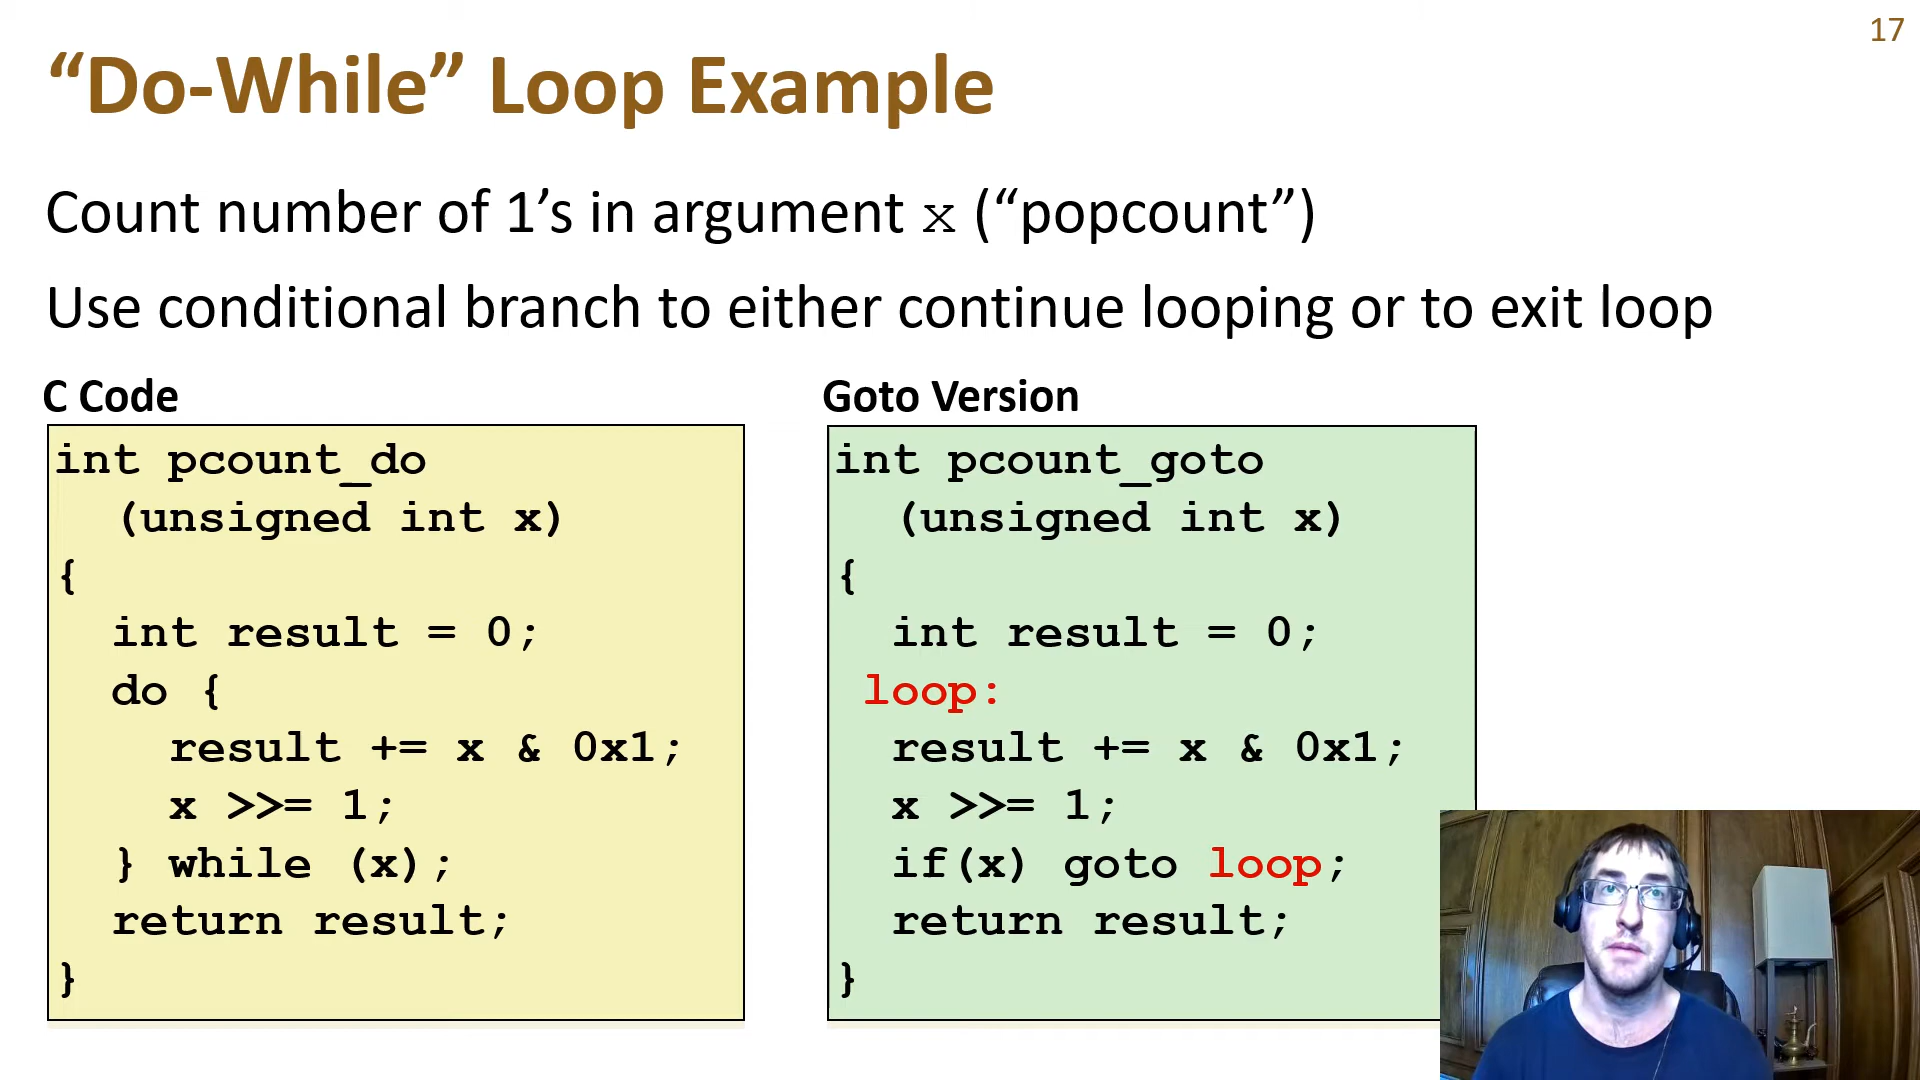 17
“Do-While” Loop Example
Count number of 1’s in argument x (“popcount”)
Use conditional branch to either continue looping or to exit loop
C Code
int pcount_do
(unsigned int x)
{
int result = 0;
do {
result += x & 0x1;
x >>= 1;
} while (x);
return result;
}
Goto Version
int pcount_goto
(unsigned int x)
{
int result = 0;
loop:
result += x & 0x1;
x >>= 1;
if(x) goto loop;
return result;
}